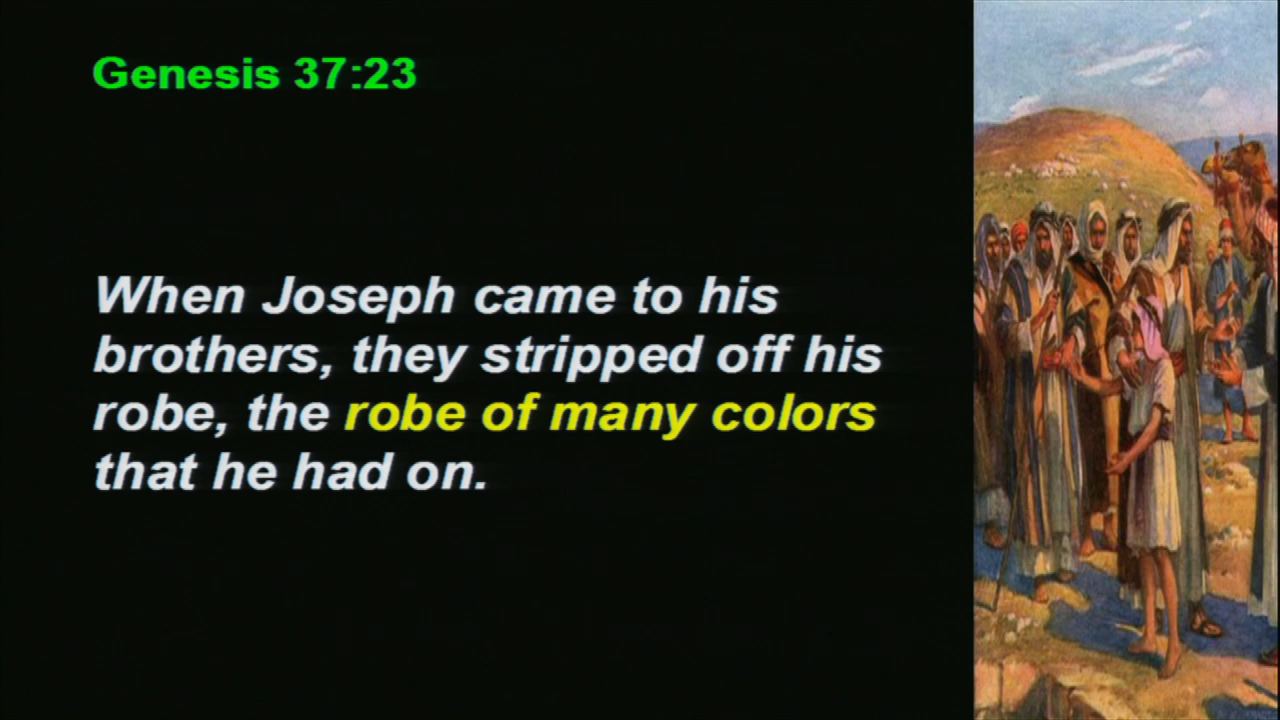 Genesis 37:23
When Joseph came to his
brothers, they stripped off his
robe, the robe of many colors
that he had on.